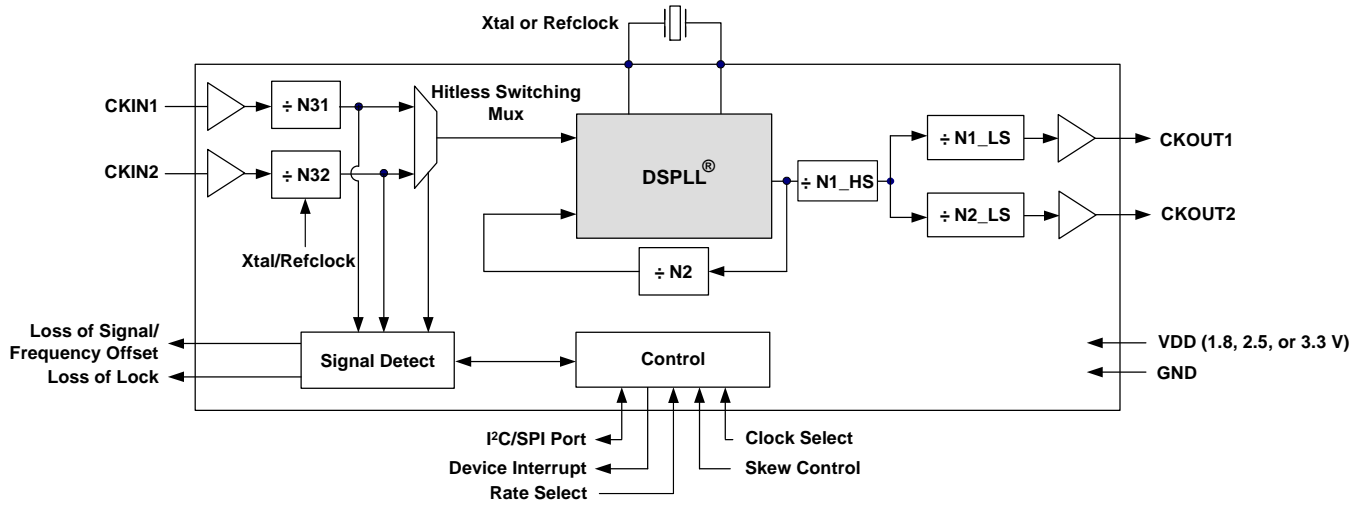 Xtal or Refclock
CKIN1
÷ N31
Hitless Switching
Mux
CKIN2
÷ N32
Xtal/Refclock
DSPLL®
÷ N1_HS
÷ N1_LS
CKOUT1
÷ N2_LS
CKOUT2
÷ N2
Loss of Signal/
Frequency Offset
Loss of Lock
Signal Detect
Control
VDD (1.8, 2.5, or 3.3 V)
GND
I²C/SPI Port
Device Interrupt
Rate Select
Clock Select
Skew Control